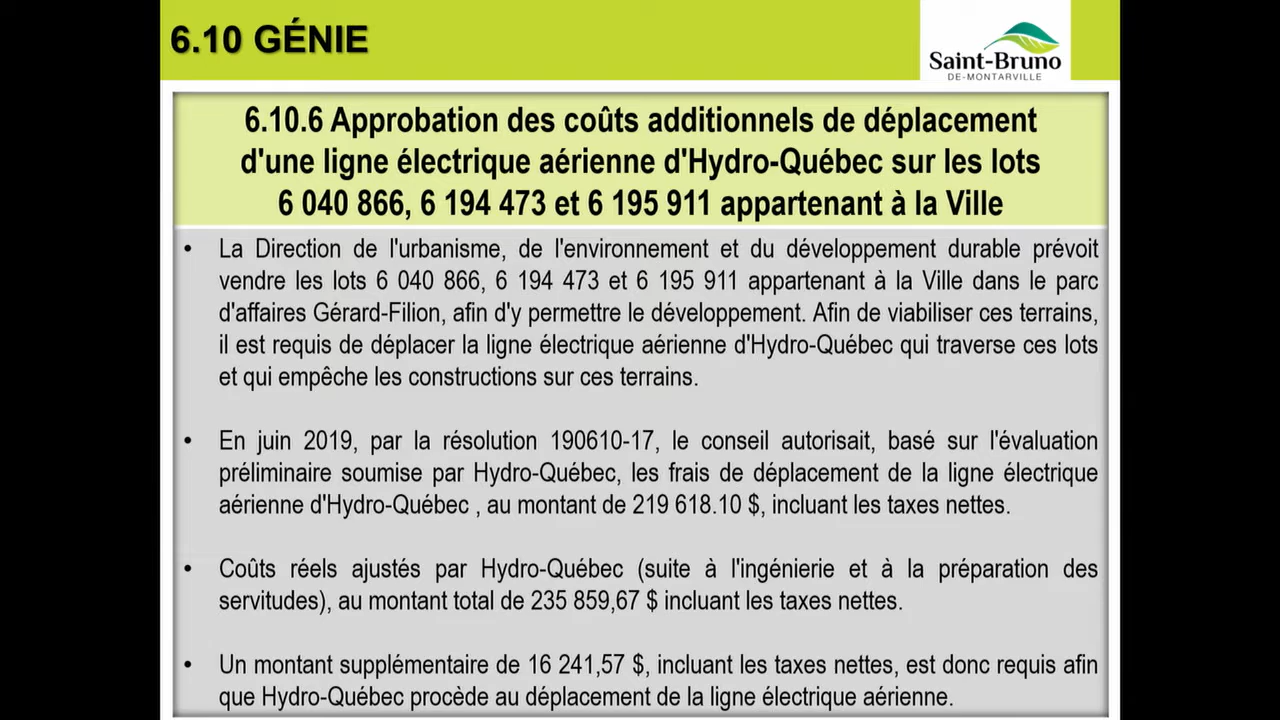 6.10 GÉNIE
Saint-Bruno
DE-MONTARVILLE
6.10.6 Approbation des coûts additionnels de déplacement
d'une ligne électrique aérienne d'Hydro-Québec sur les lots
6 040 866, 6 194 473 et 6 195 911 appartenant à la Ville
• La Direction de l'urbanisme, de l'environnement et du développement durable prévoit
vendre les lots 6 040 866, 6 194 473 et 6 195 911 appartenant à la Ville dans le parc
d'affaires Gérard-Filion, afin d'y permettre le développement. Afin de viabiliser ces terrains,
il est requis de déplacer la ligne électrique aérienne d'Hydro-Québec qui traverse ces lots
et qui empêche les constructions sur ces terrains.
• En juin 2019, par la résolution 190610-17, le conseil autorisait, basé sur l'évaluation
préliminaire soumise par Hydro-Québec, les frais de déplacement de la ligne électrique
aérienne d'Hydro-Québec , au montant de 219 618.10 $, incluant les taxes nettes.
• Coûts réels ajustés par Hydro-Québec (suite à l'ingénierie et à la préparation des
servitudes), au montant total de 235 859,67 $ incluant les taxes nettes.
• Un montant supplémentaire de 16 241,57 $, incluant les taxes nettes, est donc requis afin
que Hydro-Québec procède au déplacement de la ligne électrique aérienne.